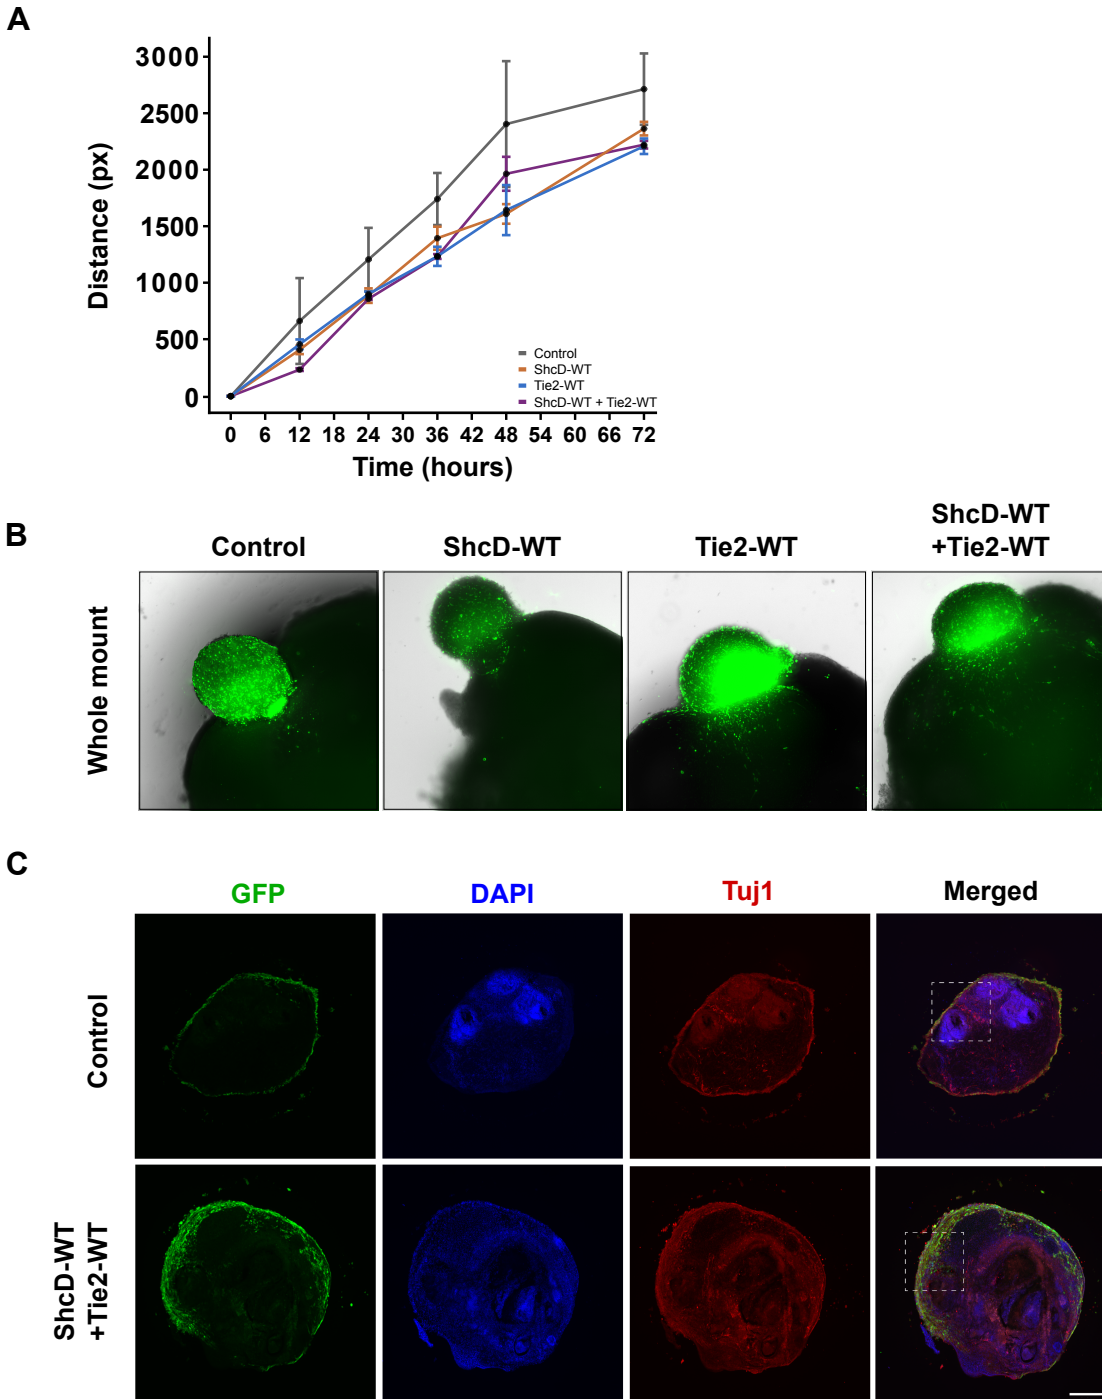 A
3000
2500
2000
1500
1000
500
0
Distance (px)
Control
ShcD-WT
Tie2-WT
ShcD-WT + Tie2-WT
0 6 12 18 24 30 36 42 48 54 60 66 72
Time (hours)
B
Control ShcD-WT Tie2-WT ShcD-WT
+Tie2-WT
Whole mount
C
GFP DAPI Tuj1 Merged
Control
ShcD-WT
+Tie2-WT